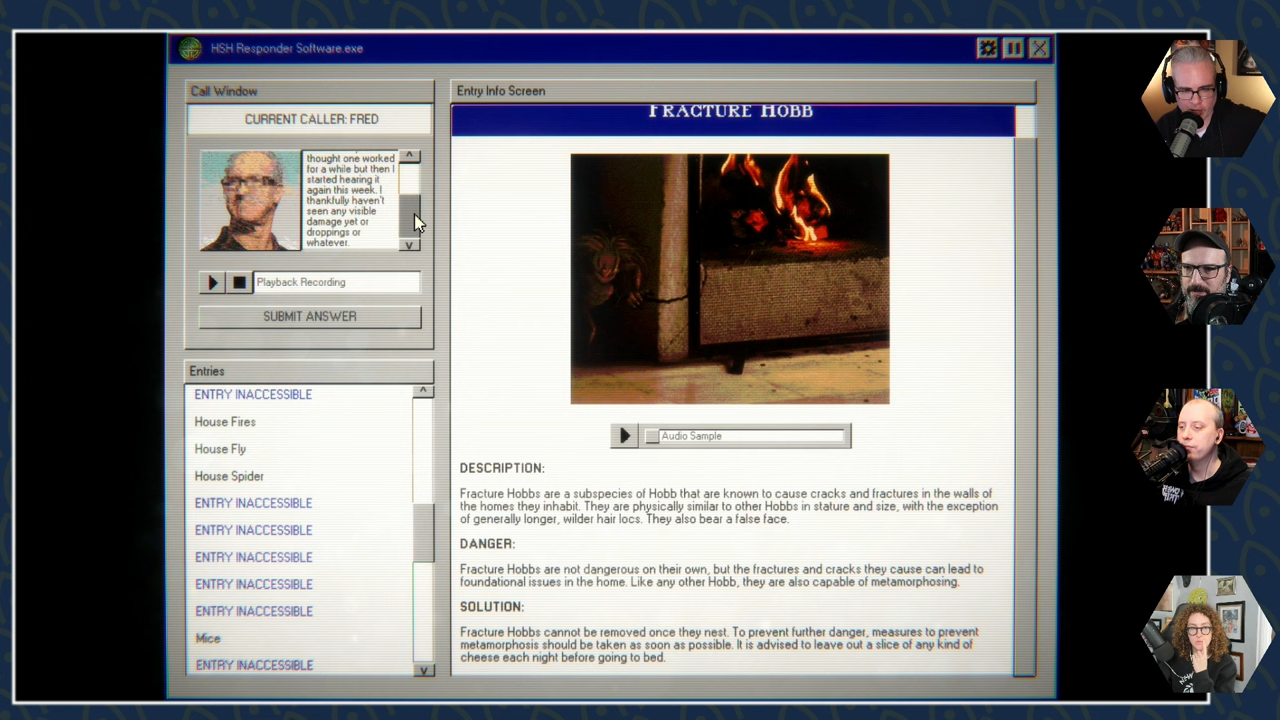 HSH Responder Software.exe
Call Window
CURRENT CALLER: FRED
thought one worked
for a while but then I
started hearing it
again this week. I
thankfully haven't
seen any visible
damage yet or
droppings or
whatever.
Playback Recording
SUBMIT ANSWER
Entries
ENTRY INACCESSIBLE
House Fires
House Fly
House Spider
ENTRY INACCESSIBLE
ENTRY INACCESSIBLE
ENTRY INACCESSIBLE
ENTRY INACCESSIBLE
ENTRY INACCESSIBLE
Mice
ENTRY INACCESSIBLE
Entry Info Screen
FRACTURE HOBB
Audio Sample
DESCRIPTION:
Fracture Hobbs are a subspecies of Hobb that are known to cause cracks and fractures in the walls of
the homes they inhabit. They are physically similar to other Hobbs in stature and size, with the exception
of generally longer, wilder hair locs. They also bear a false face.
DANGER:
Fracture Hobbs are not dangerous on their own, but the fractures and cracks they cause can lead to
foundational issues in the home. Like any other Hobb, they are also capable of metamorphosing.
SOLUTION:
Fracture Hobbs cannot be removed once they nest. To prevent further danger, measures to prevent
metamorphosis should be taken as soon as possible. It is advised to leave out a slice of any kind of
cheese each night before going to bed.